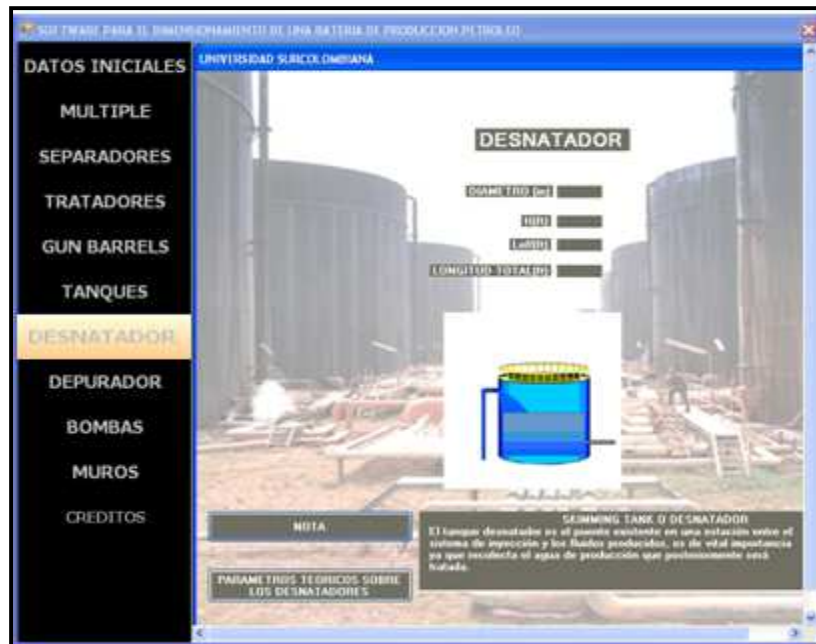 SOFTWARE PARA EL DIMENSIONAMIENTO DE UNA BATERIA DE PRODUCCION PETROLEO
UNIVERSIDAD SURCOLOMBIANA
DATOS INICIALES
MULTIPLE
SEPARADORES
TRATADORES
GUN BARRELS
TANQUES
DESNATADOR
DEPURADOR
BOMBAS
MUROS
CREDITOS
DESNATADOR
DIAMETRO (in)
H(ft)
Leff(ft)
LONGITUD TOTAL(ft)
NOTA
PARAMETROS TEORICOS SOBRE
LOS DESNATADORES
SKIMMING TANK O DESNATADOR
El tanque desnatador es el puente existente en una estación entre el
sistema de inyección y los fluidos producidos, es de vital importancia
ya que recolecta el agua de producción que posteriormente será
tratada.